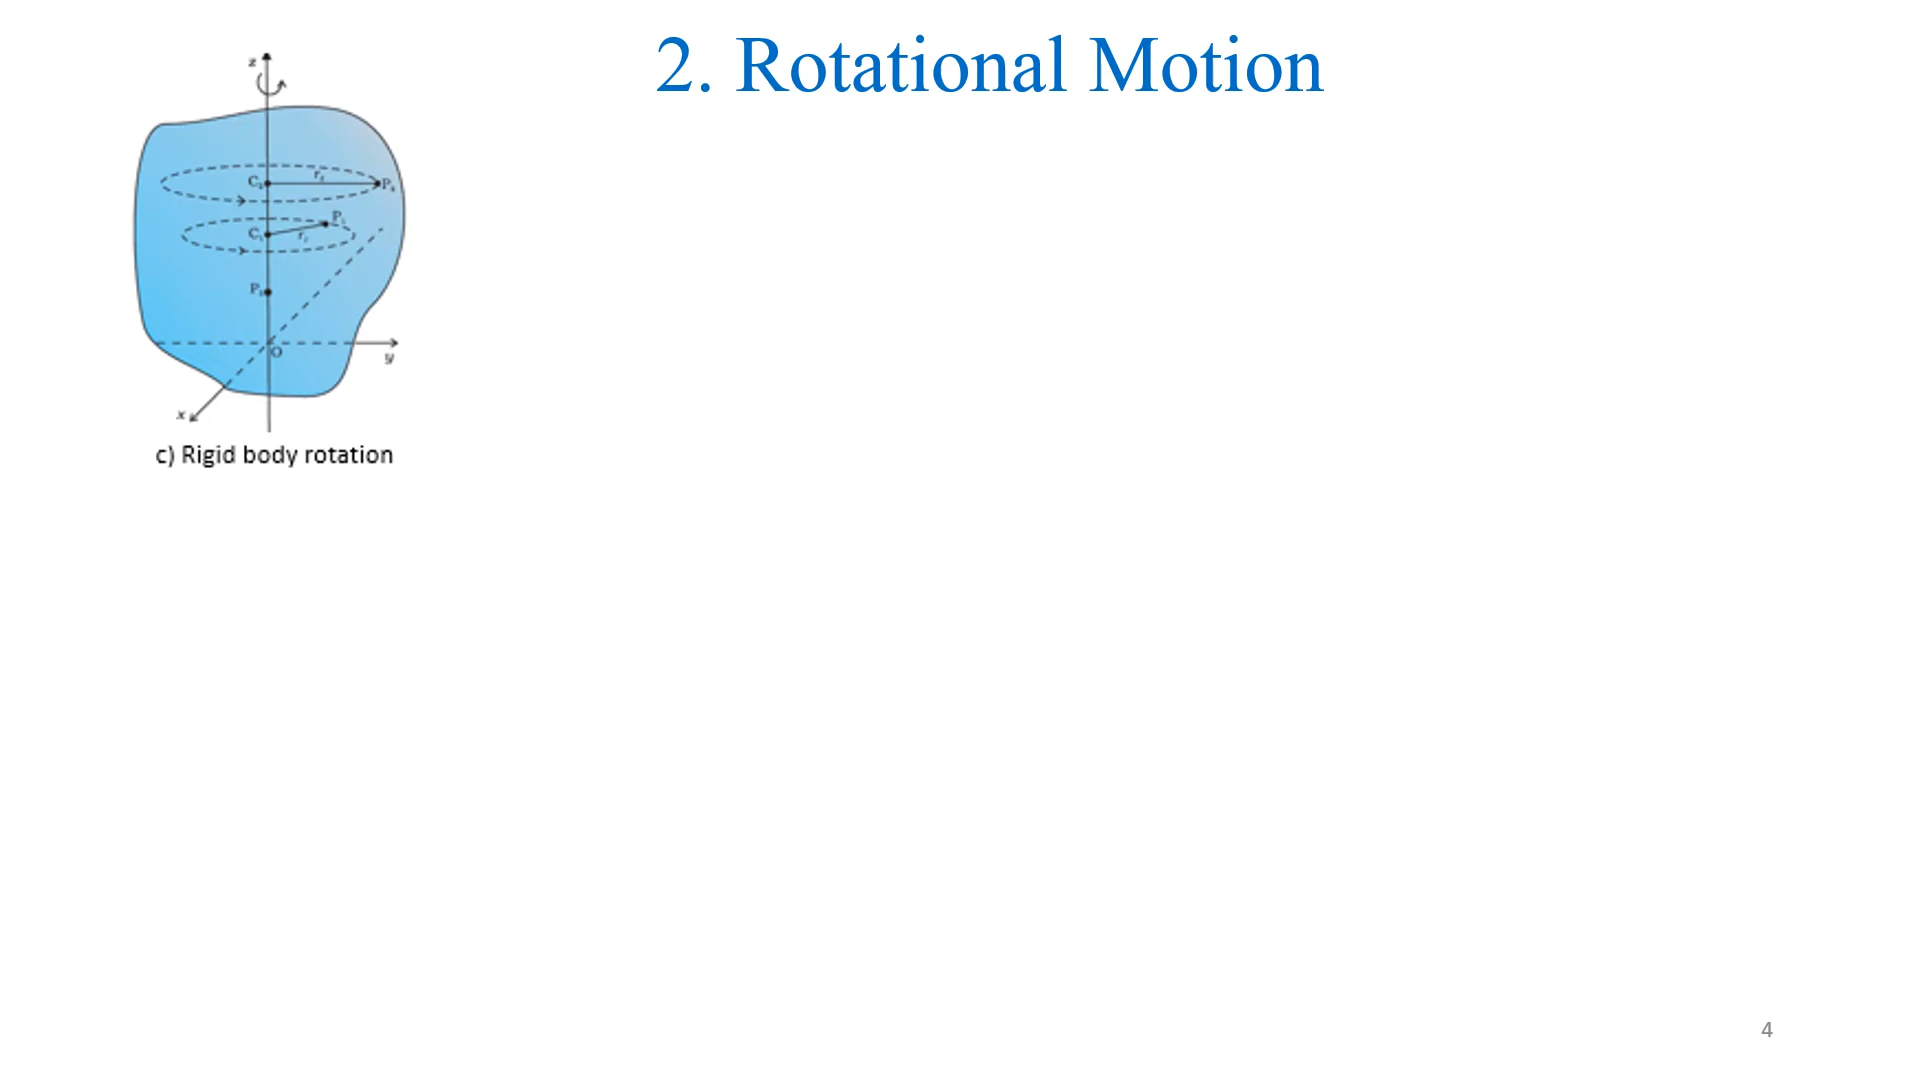 2. Rotational Motion
z
C₂ r₂ P₂
P₁
C₁ r₁
P₃
O
y
x
c) Rigid body rotation
4